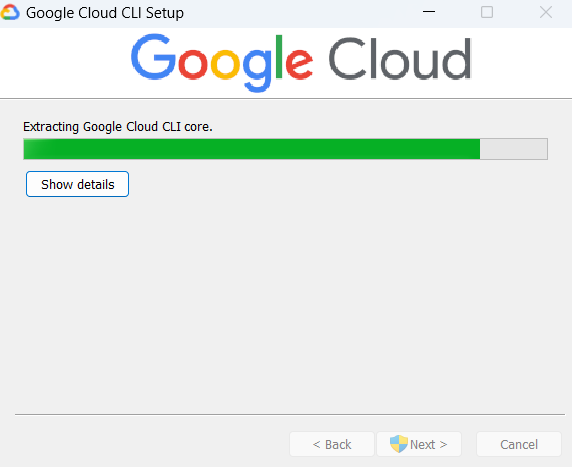 Google Cloud CLI Setup
Google Cloud
Extracting Google Cloud CLI core.
Show details
< Back Next > Cancel